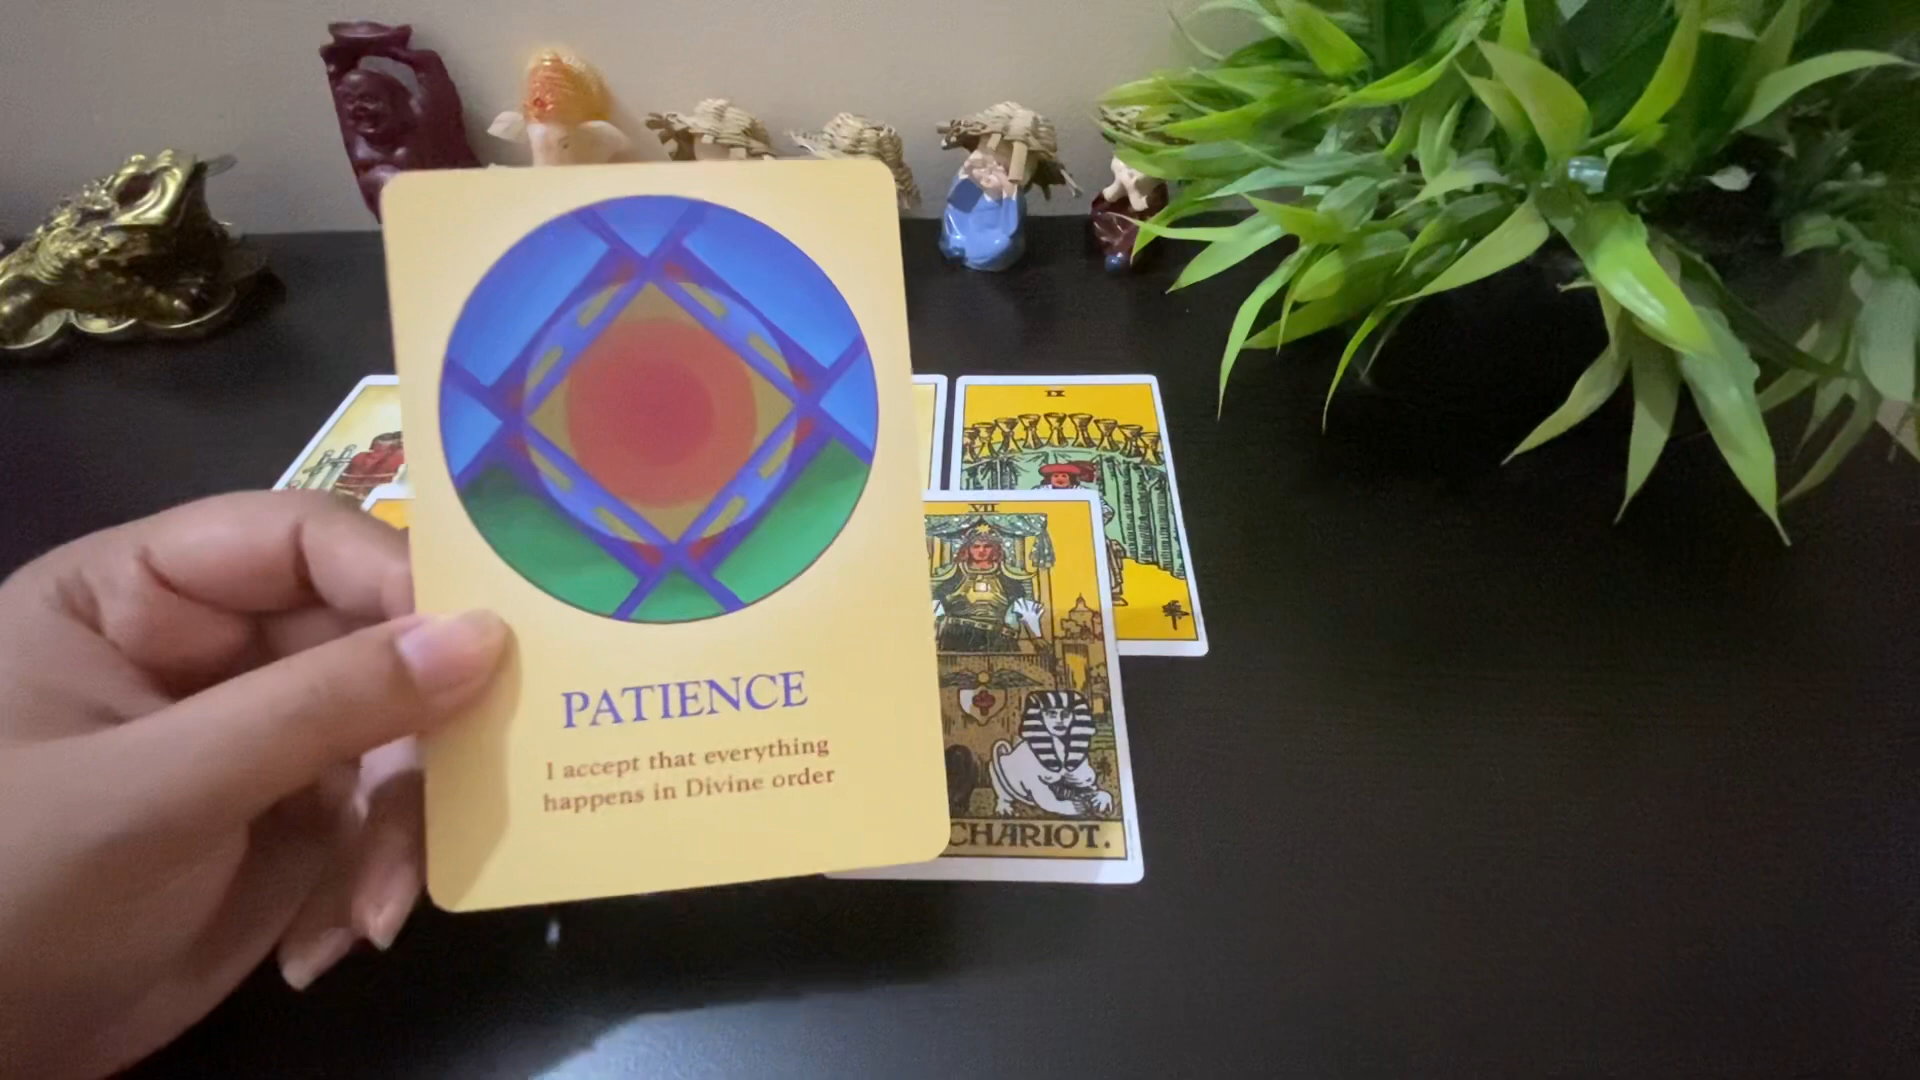 PATIENCE
I accept that everything
happens in Divine order
IX
VII
CHARIOT.